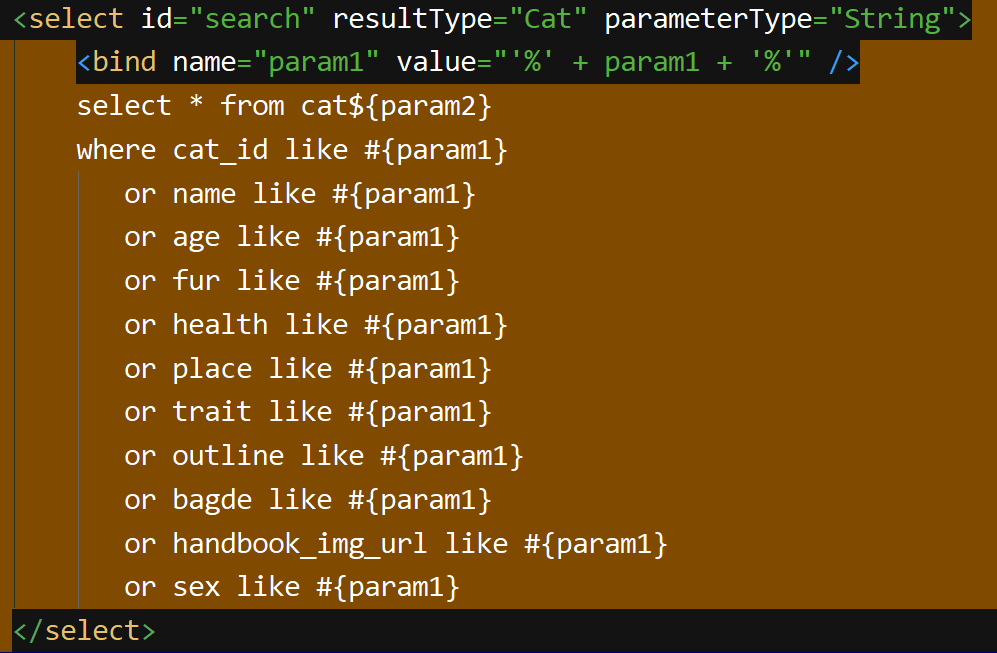 <select id="search" resultType="Cat" parameterType="String">
<bind name="param1" value="'%' + param1 + '%'" />
select * from cat${param2}
where cat_id like #{param1}
or name like #{param1}
or age like #{param1}
or fur like #{param1}
or health like #{param1}
or place like #{param1}
or trait like #{param1}
or outline like #{param1}
or bagde like #{param1}
or handbook_img_url like #{param1}
or sex like #{param1}
</select>